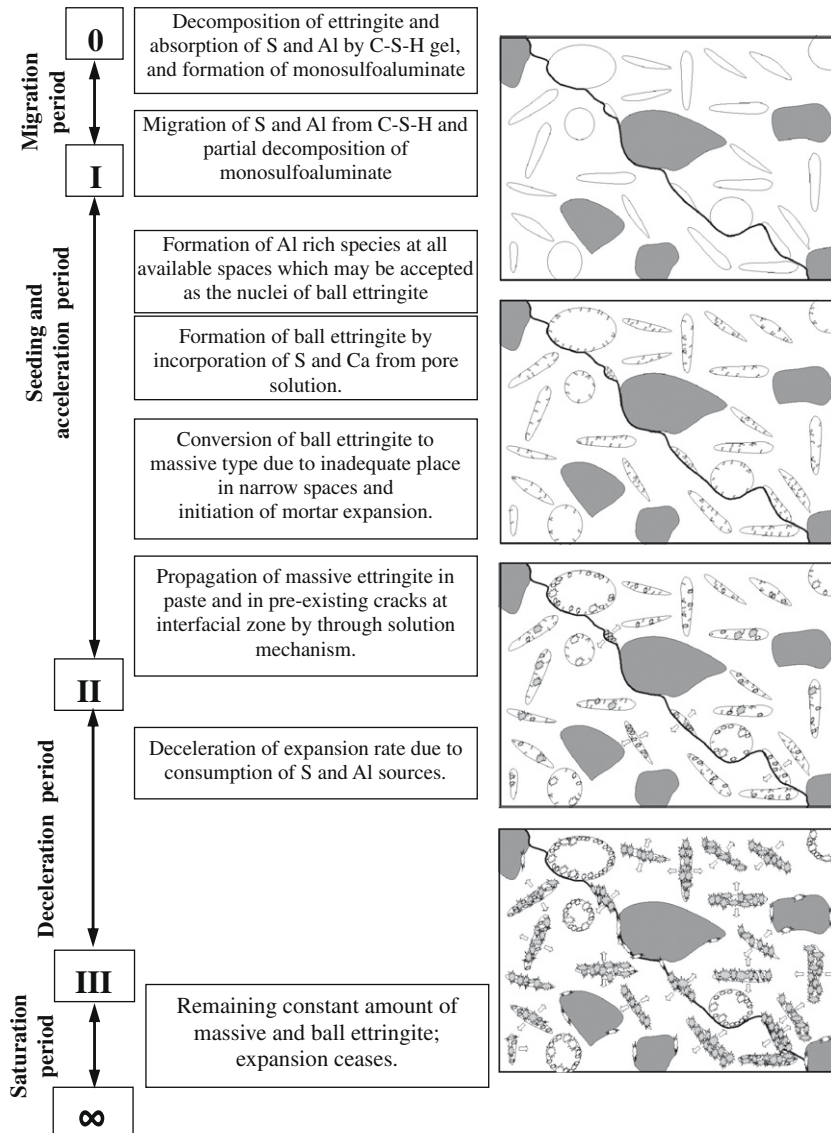 0
Decomposition of ettringite and
absorption of S and Al by C-S-H gel,
and formation of monosulfoaluminate
Migration
period
Migration of S and Al from C-S-H and
partial decomposition of
monosulfoaluminate
I
Formation of Al rich species at all
available spaces which may be accepted
as the nuclei of ball ettringite
Seeding and
acceleration period
Formation of ball ettringite by
incorporation of S and Ca from pore
solution.
Conversion of ball ettringite to
massive type due to inadequate place
in narrow spaces and
initiation of mortar expansion.
Propagation of massive ettringite in
paste and in pre-existing cracks at
interfacial zone by through solution
mechanism.
II
Deceleration of expansion rate due to
consumption of S and Al sources.
Deceleration period
III
Remaining constant amount of
massive and ball ettringite;
expansion ceases.
Saturation
period
∞